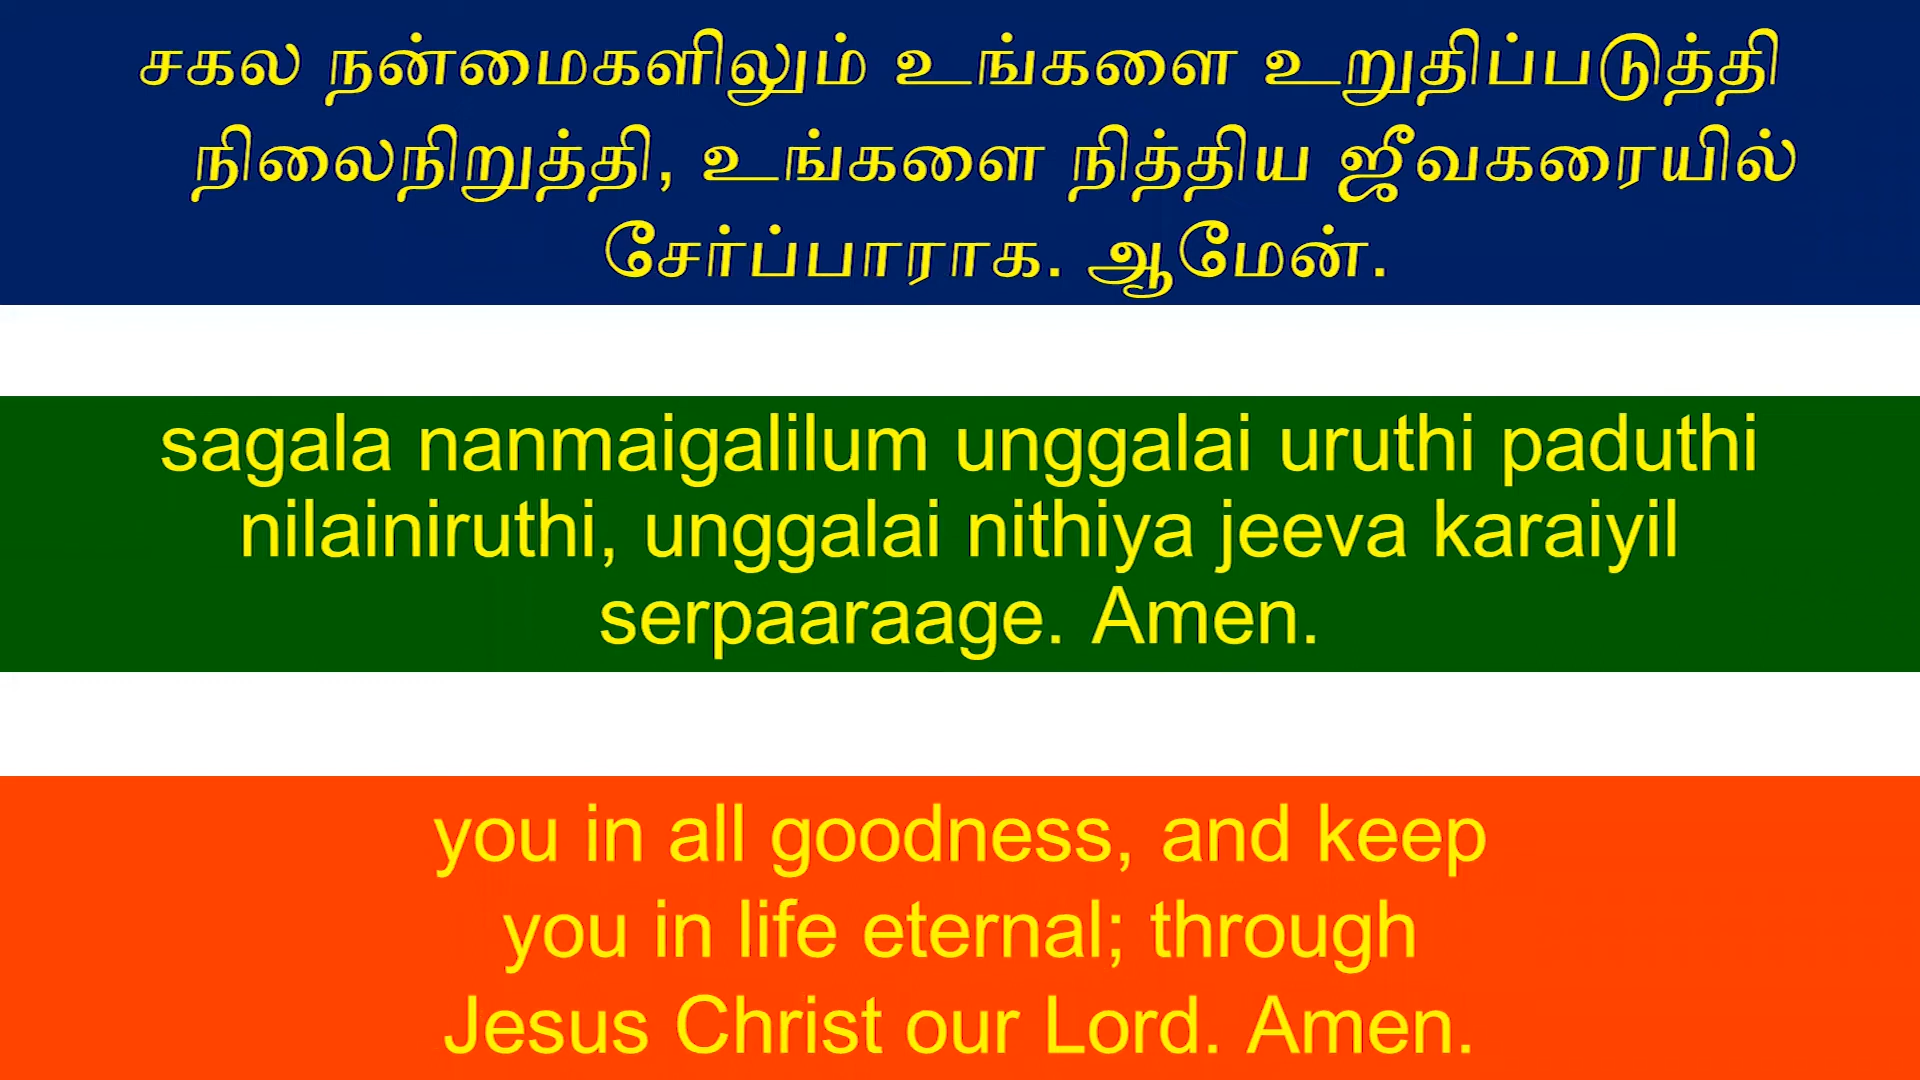 சகல நன்மைகளிலும் உங்களை உறுதிப்படுத்தி
நிலைநிறுத்தி, உங்களை நித்திய ஜீவகரையில்
சேர்ப்பாராக. ஆமேன்.
sagala nanmaigalilum unggalai uruthi paduthi
nilainiruthi, unggalai nithiya jeeva karaiyil
serpaaraage. Amen.
you in all goodness, and keep
you in life eternal; through
Jesus Christ our Lord. Amen.